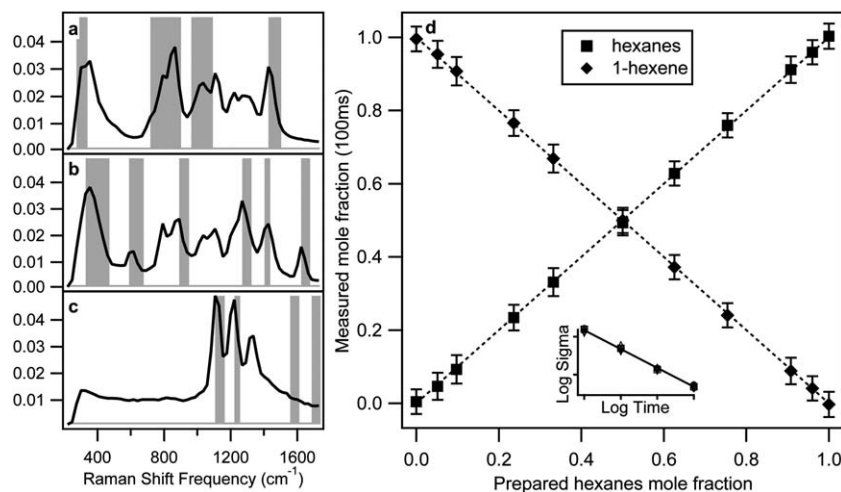 a
0.04
0.03
0.02
0.01
0.00
b
0.04
0.03
0.02
0.01
0.00
c
0.04
0.03
0.02
0.01
400 800 1200 1600
Raman Shift Frequency (cm-1)
d
hexanes
1-hexene
Measured mole fraction (100ms)
1.0
0.8
0.6
0.4
0.2
0.0
Log Sigma
Log Time
0.0 0.2 0.4 0.6 0.8 1.0
Prepared hexanes mole fraction